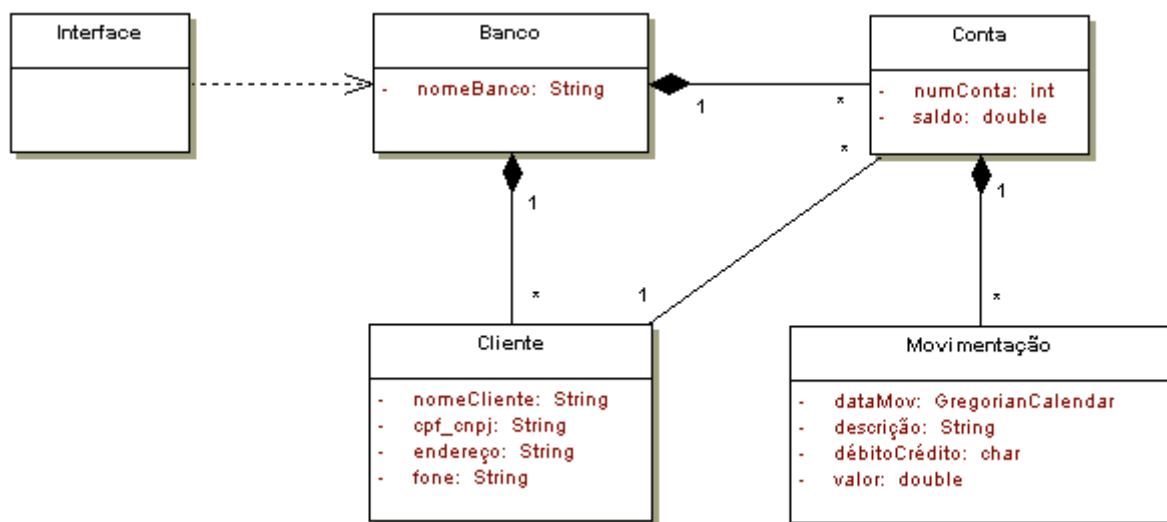 Interface
Banco
- nomeBanco: String
Conta
- numConta: int
- saldo: double
1
*
*
1
1
*
1
*
Cliente
- nomeCliente: String
- cpf_cnpj: String
- endereço: String
- fone: String
Movimentação
- dataMov: GregorianCalendar
- descrição: String
- débitoCrédito: char
- valor: double